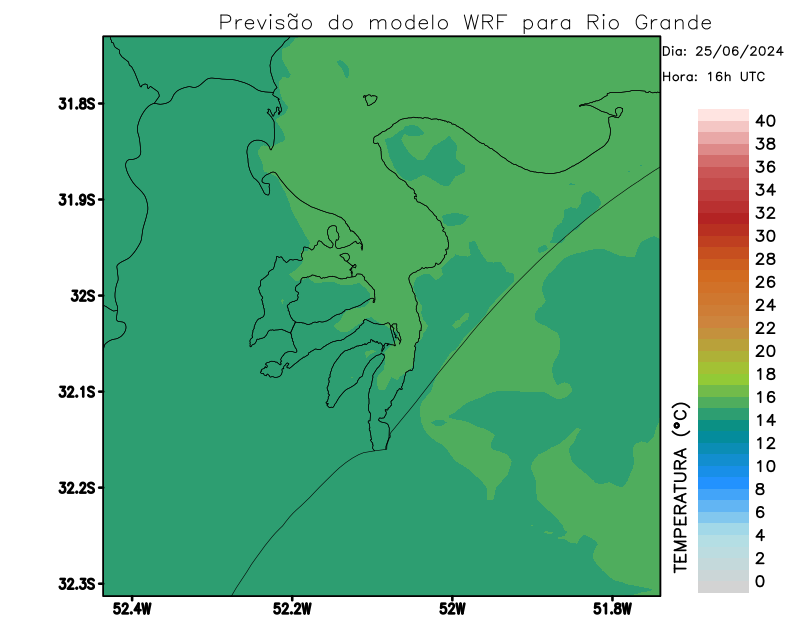 Previsão do modelo WRF para Rio Grande
Dia: 25/06/2024
Hora: 16h UTC
31.8S
31.9S
32S
32.1S
32.2S
32.3S
52.4W
52.2W
52W
51.8W
TEMPERATURA (°C)
40
38
36
34
32
30
28
26
24
22
20
18
16
14
12
10
8
6
4
2
0